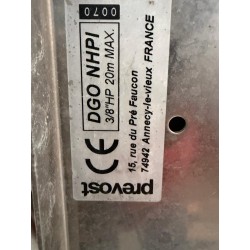 0070
DGO NHPI
3/8"HP 20m MAX.
CE
prevost
15, rue du Pré Faucon
74942 Annecy-le-vieux FRANCE